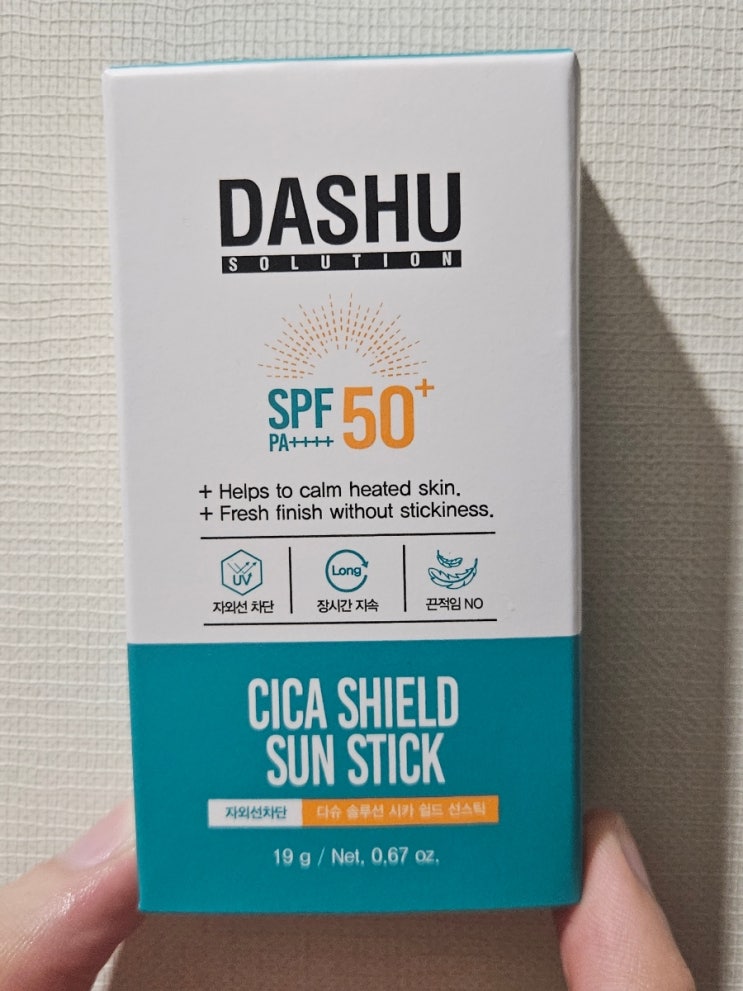 DASHU
SOLUTION
SPF 50+
PA++++
+ Helps to calm heated skin.
+ Fresh finish without stickiness.
UV
Long
자외선 차단
장시간 지속
끈적임 NO
CICA SHIELD
SUN STICK
자외선차단 다슈 솔루션 시카 쉴드 선스틱
19 g / Net. 0.67 oz.